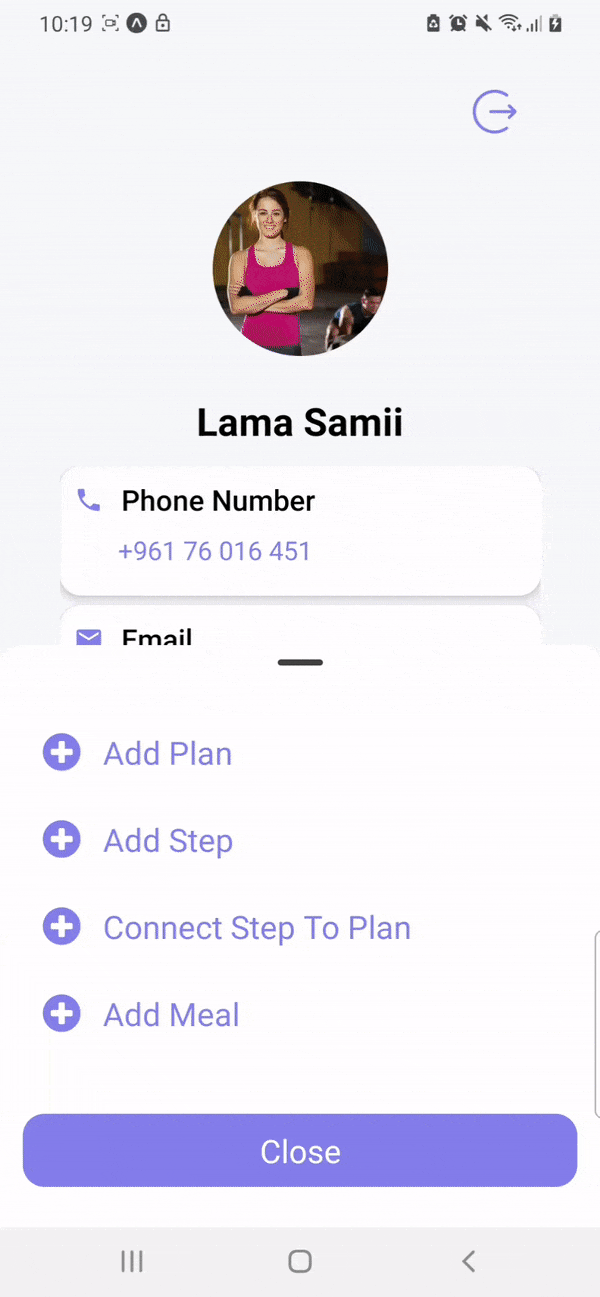 10:19
Lama Samii
Phone Number
+961 76 016 451
Email
Add Plan
Add Step
Connect Step To Plan
Add Meal
Close